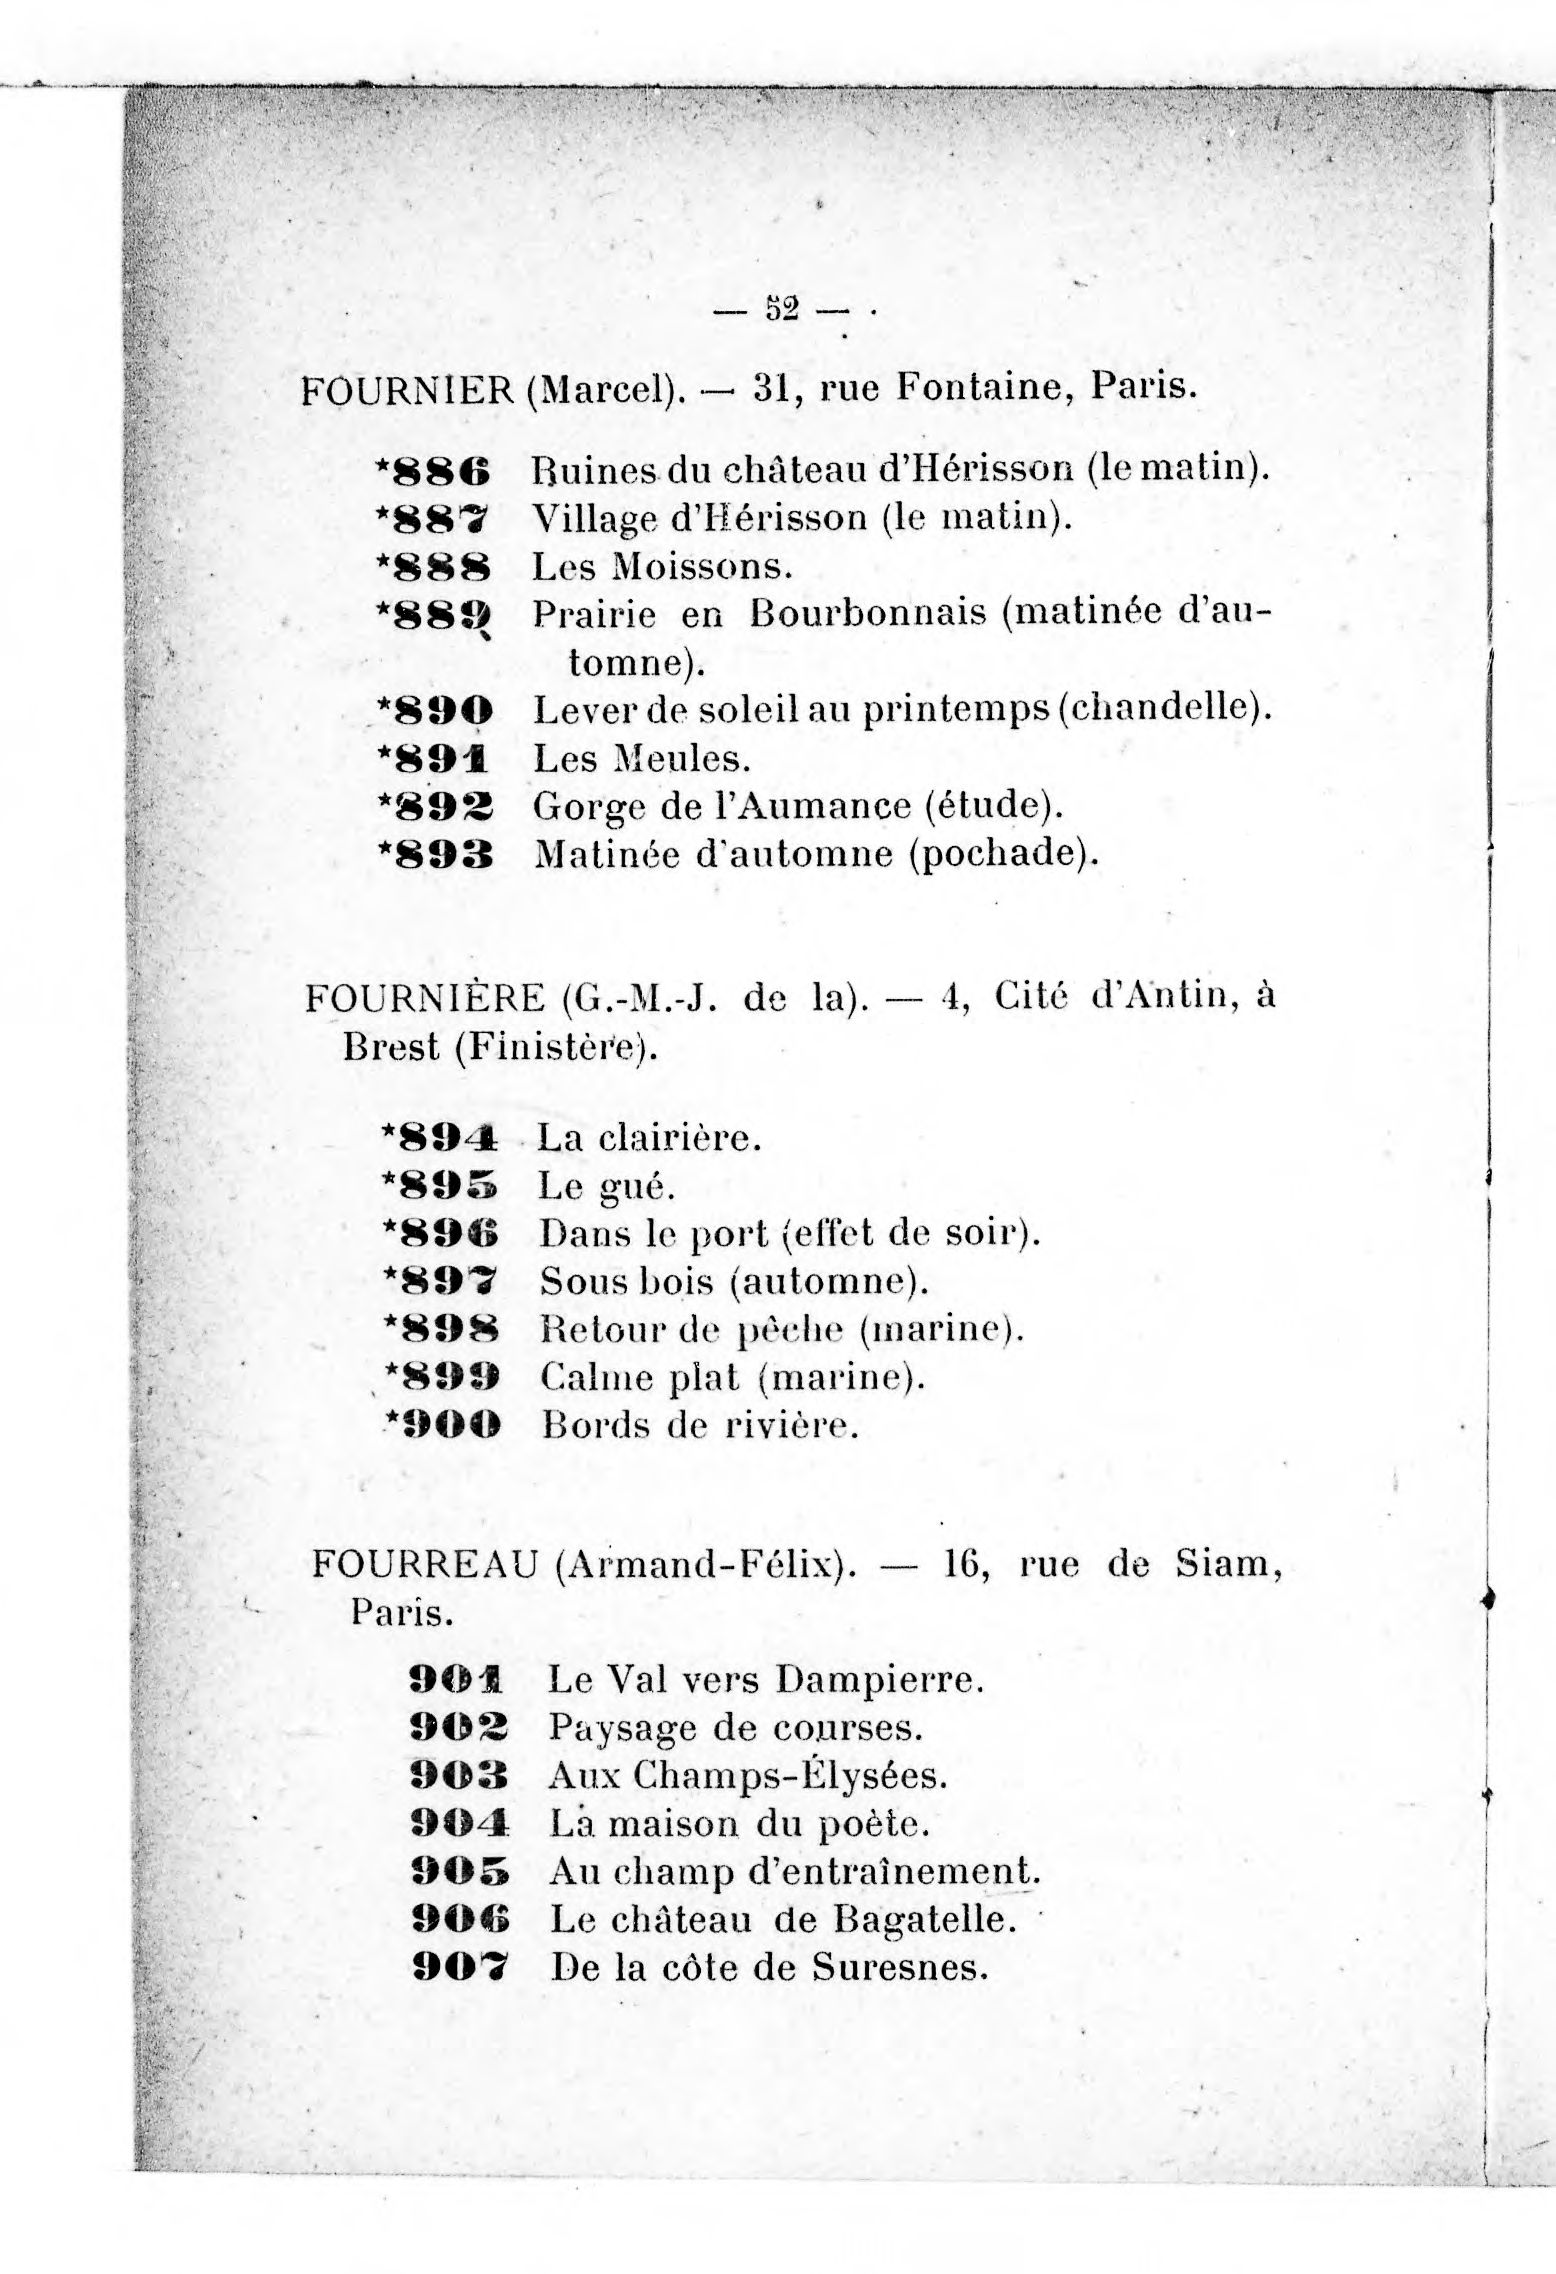 — 52 —
FOURNIER (Marcel). — 31, rue Fontaine, Paris.
*886 Ruines du château d'Hérisson (le matin).
*887 Village d'Hérisson (le matin).
*888 Les Moissons.
*889 Prairie en Bourbonnais (matinée d'au-
tomne).
*890 Lever de soleil au printemps (chandelle).
*891 Les Meules.
*892 Gorge de l'Aumance (étude).
*893 Matinée d'automne (pochade).
FOURNIÈRE (G.-M.-J. de la). — 4, Cité d'Antin, à
Brest (Finistère).
*894 La clairière.
*895 Le gué.
*896 Dans le port (effet de soir).
*897 Sous bois (automne).
*898 Retour de pêche (marine).
*899 Calme plat (marine).
*900 Bords de rivière.
FOURREAU (Armand-Félix). — 16, rue de Siam,
Paris.
901 Le Val vers Dampierre.
902 Paysage de courses.
903 Aux Champs-Élysées.
904 La maison du poète.
905 Au champ d'entraînement.
906 Le château de Bagatelle.
907 De la côte de Suresnes.